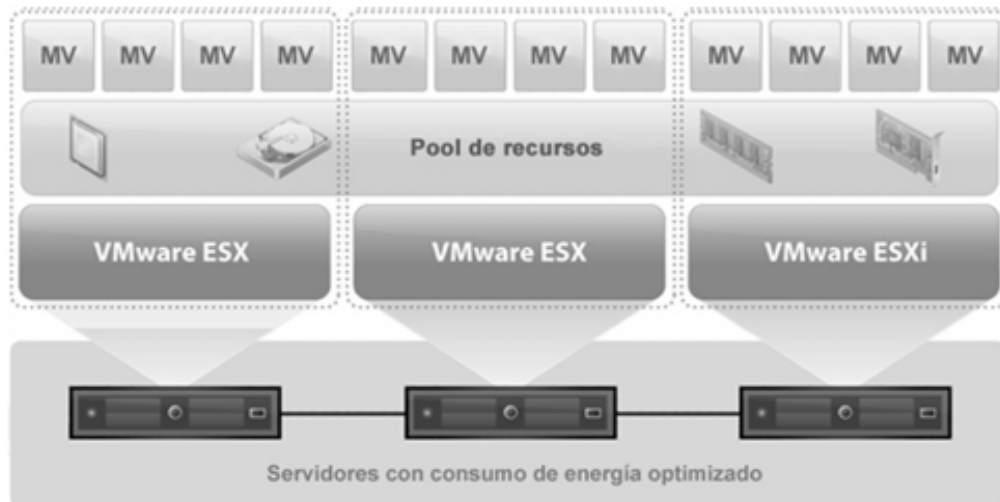 MV MV MV MV MV MV MV MV MV MV MV MV
Pool de recursos
VMware ESX VMware ESX VMware ESXi
Servidores con consumo de energía optimizado